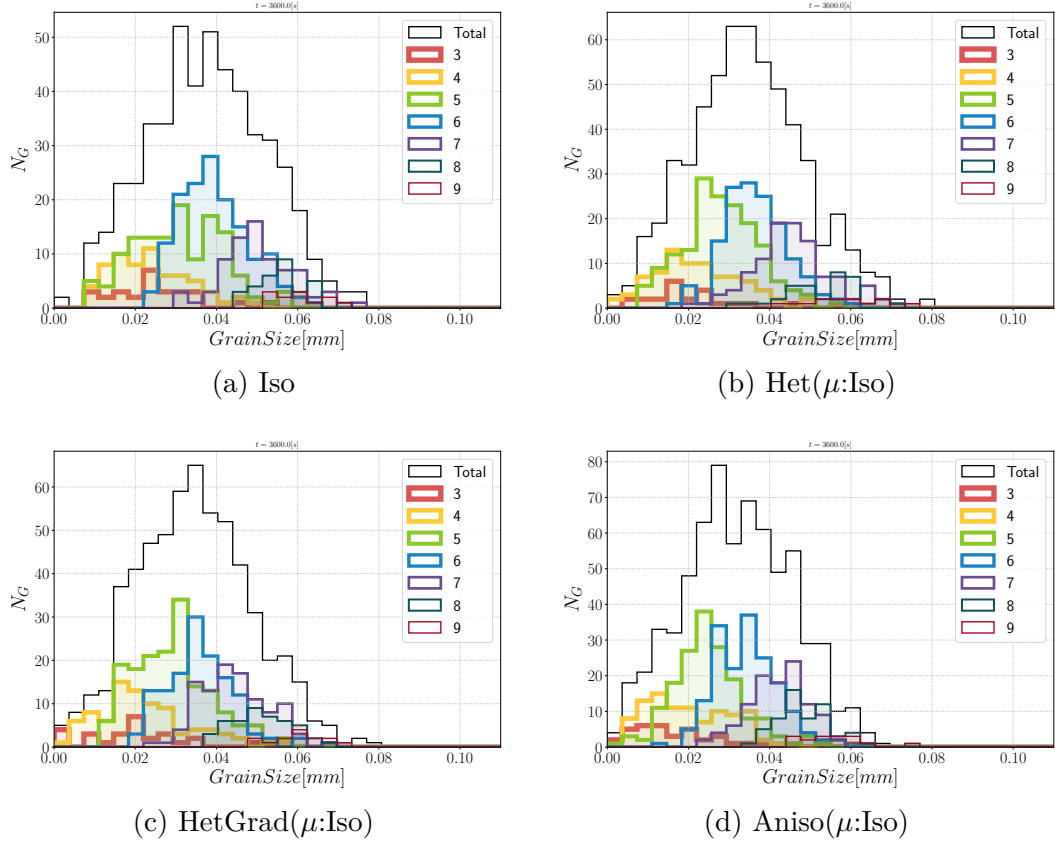 t = 3600.0[s]
50
40
30
20
10
0
N_G
0.00 0.02 0.04 0.06 0.08 0.10
GrainSize[mm]
Total
3
4
5
6
7
8
9
(a) Iso
t = 3600.0[s]
60
50
40
30
20
10
0
N_G
0.00 0.02 0.04 0.06 0.08 0.10
GrainSize[mm]
Total
3
4
5
6
7
8
9
(b) Het(μ:Iso)
t = 3600.0[s]
60
50
40
30
20
10
0
N_G
0.00 0.02 0.04 0.06 0.08 0.10
GrainSize[mm]
Total
3
4
5
6
7
8
9
(c) HetGrad(μ:Iso)
t = 3600.0[s]
80
70
60
50
40
30
20
10
0
N_G
0.00 0.02 0.04 0.06 0.08 0.10
GrainSize[mm]
Total
3
4
5
6
7
8
9
(d) Aniso(μ:Iso)